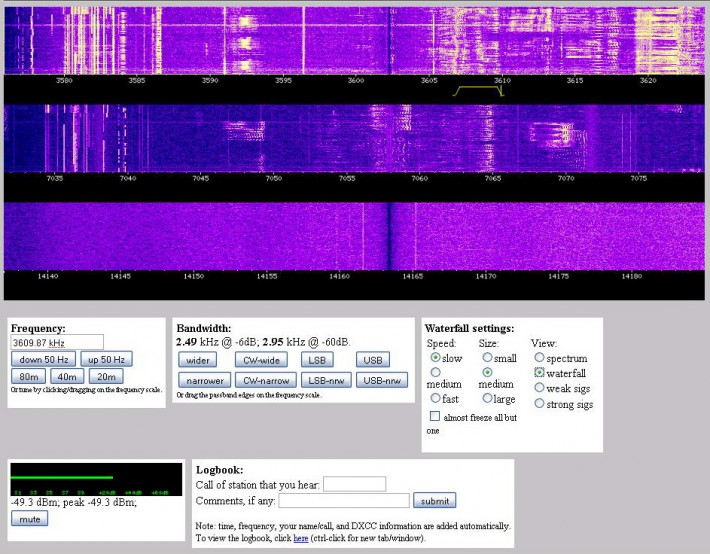 3580 3585 3590 3595 3600 3605 3610 3615 3620
7035 7040 7045 7050 7055 7060 7065 7070 7075
14140 14145 14150 14155 14160 14165 14170 14175 14180
Frequency:
3609.87 kHz
down 50 Hz up 50 Hz
80m 40m 20m
Or tune by clicking/dragging on the frequency scale.
Bandwidth:
2.49 kHz @ -6dB; 2.95 kHz @ -60dB.
wider CW-wide LSB USB
narrower CW-narrow LSB-nrw USB-nrw
Or drag the passband edges on the frequency scale.
Waterfall settings:
Speed: Size: View:
slow small spectrum
medium medium waterfall
fast large weak sigs
strong sigs
almost freeze all but
one
S1 S3 S5 S7 S9 +20dB +40dB +60dB
-49.3 dBm; peak -49.3 dBm;
mute
Logbook:
Call of station that you hear:
Comments, if any: submit
Note: time, frequency, your name/call, and DXCC information are added automatically.
To view the logbook, click here (ctrl-click for new tab/window).